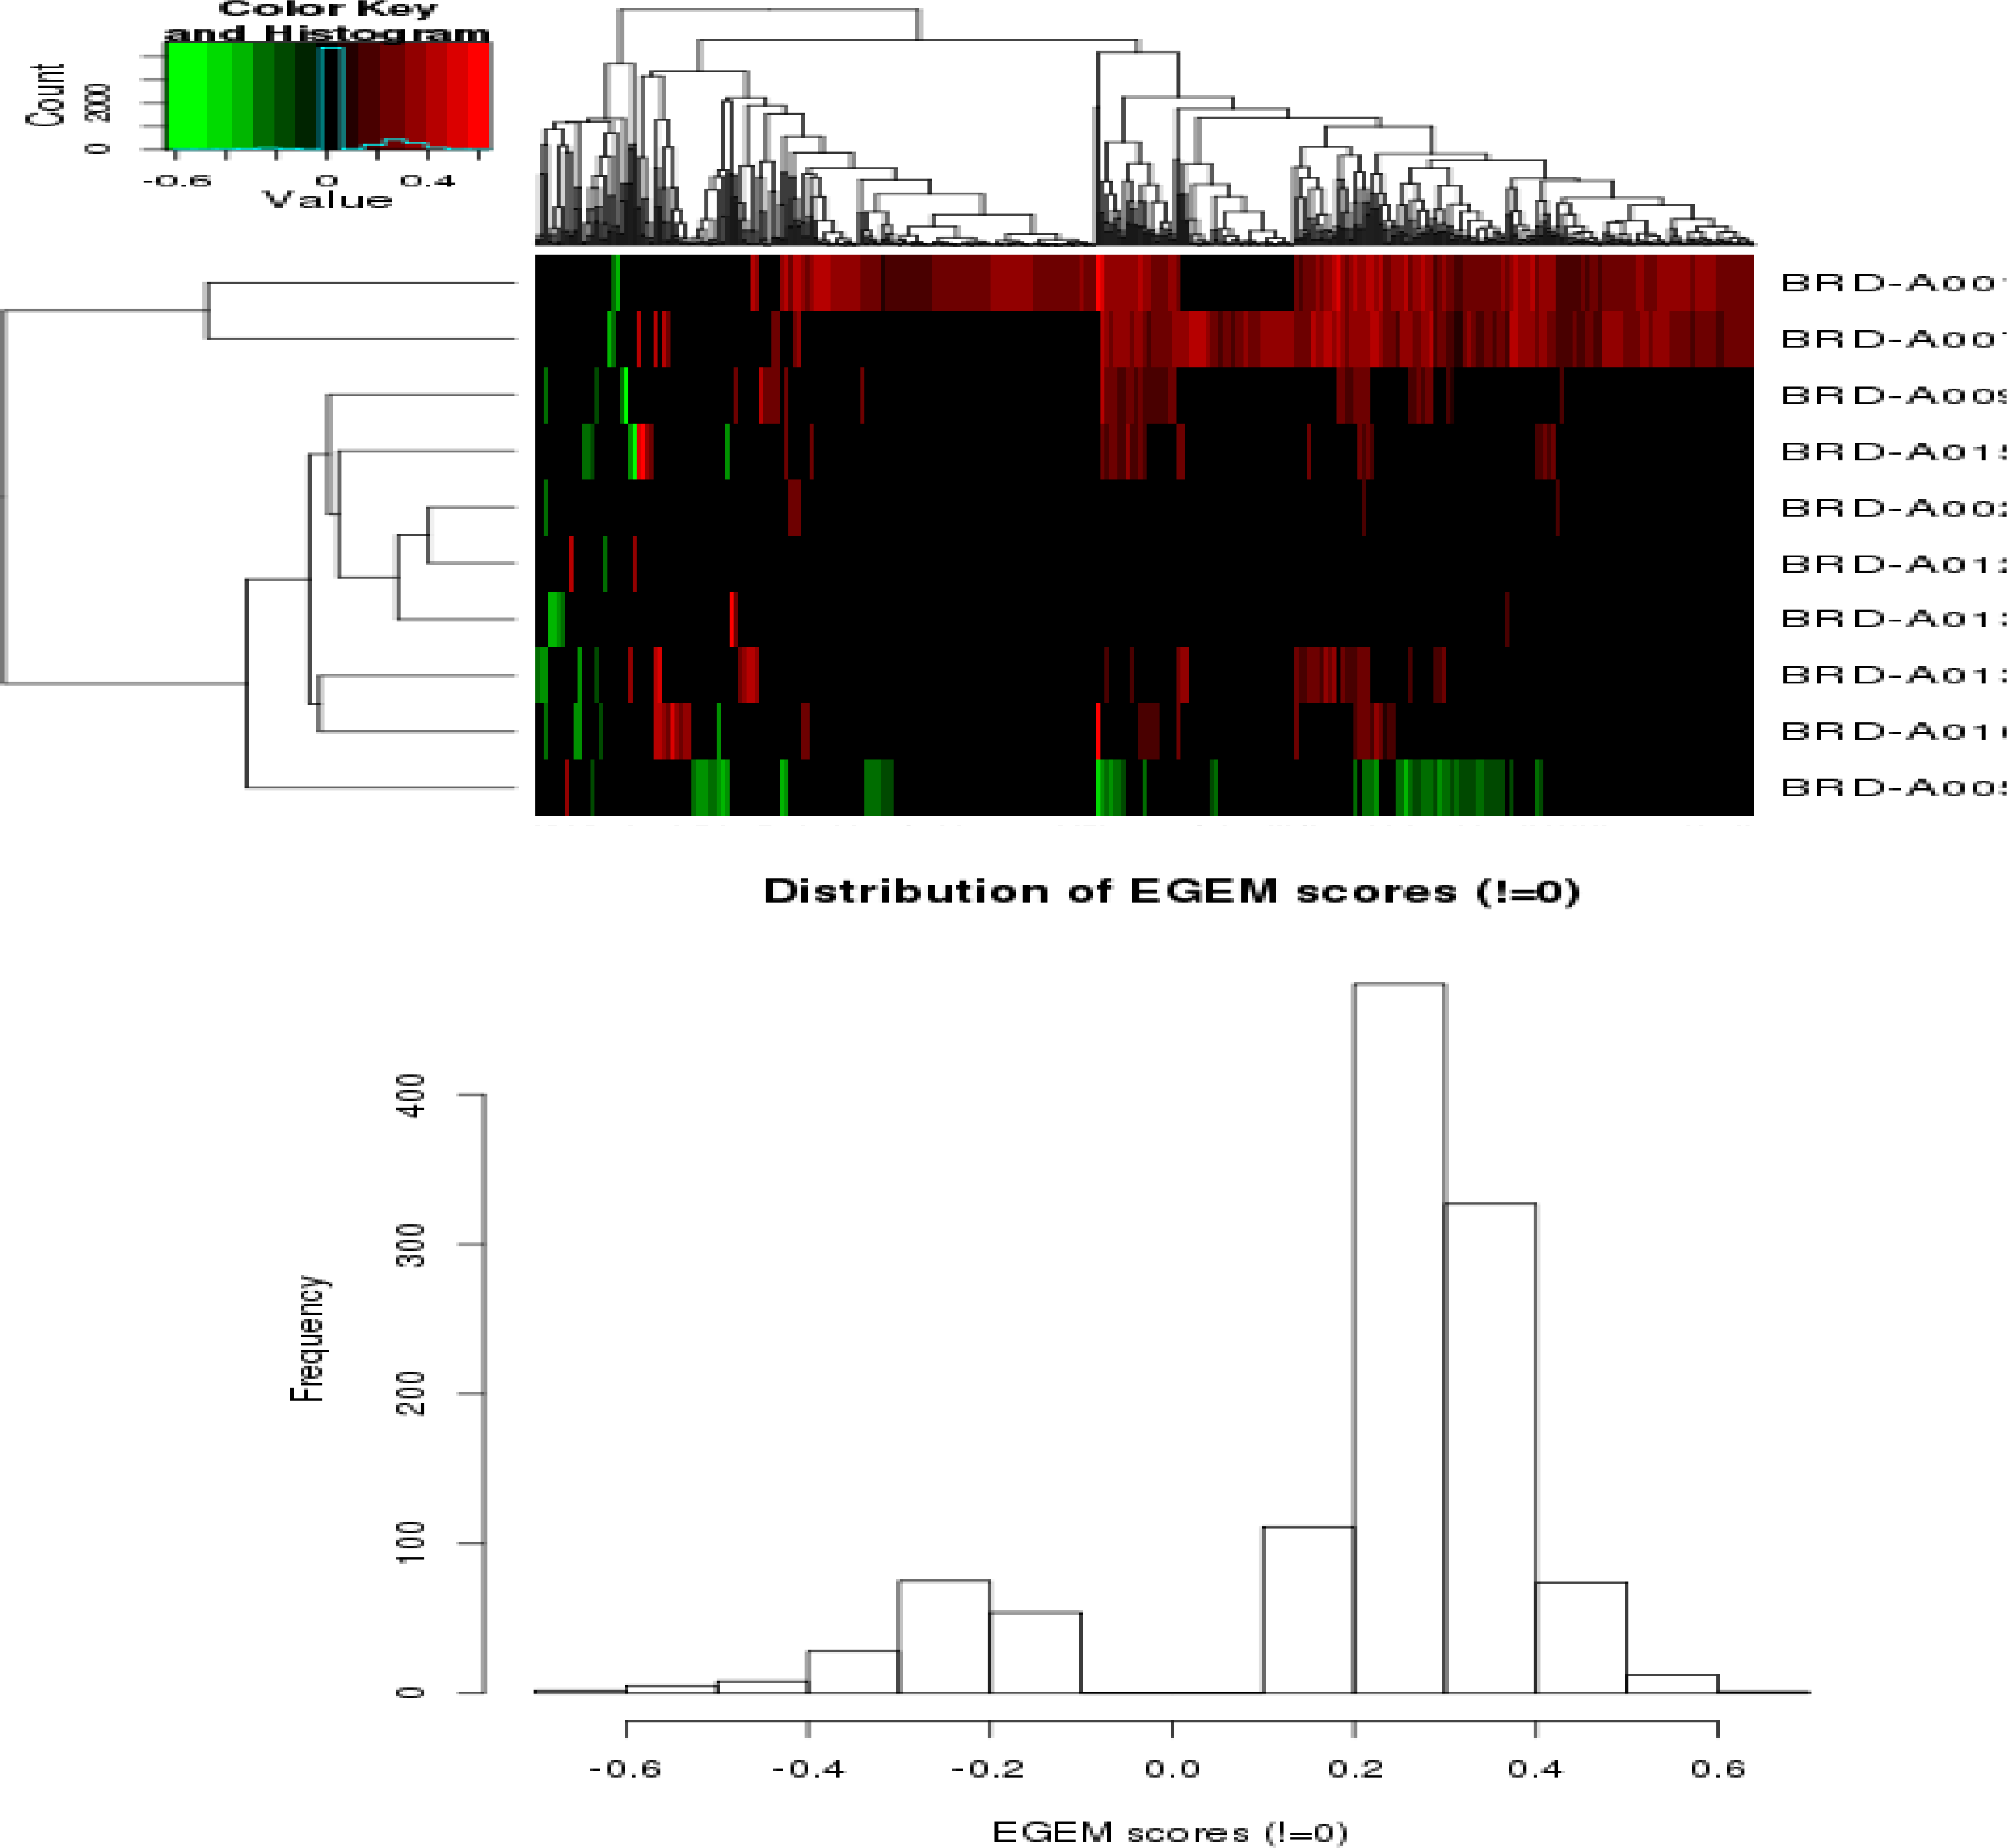 Color Key
and Histogram
Count
0 2000
-0.6 0 0.4
Value
BRD-A00
BRD-A00
BRD-A009
BRD-A01
BRD-A00
BRD-A01
BRD-A01
BRD-A01
BRD-A01
BRD-A00
Distribution of EGEM scores (!=0)
Frequency
400
300
200
100
0
-0.6 -0.4 -0.2 0.0 0.2 0.4 0.6
EGEM scores (!=0)